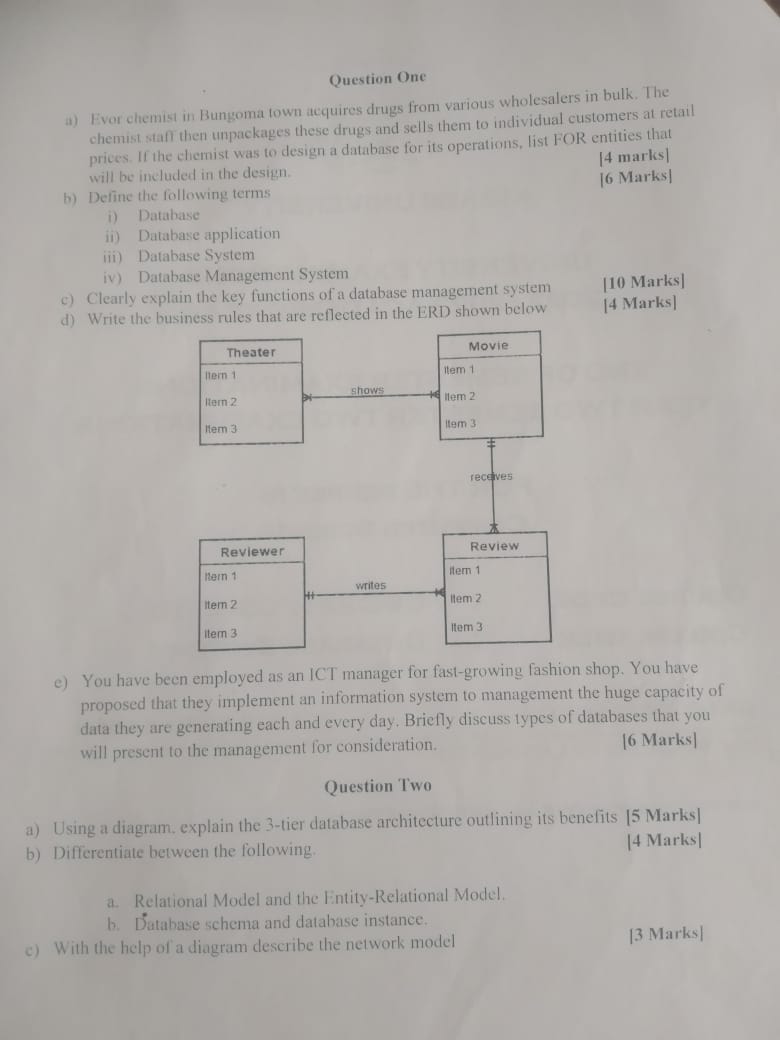 Question One
a) Evor chemist in Bungoma town acquires drugs from various wholesalers in bulk. The
chemist staff then unpackages these drugs and sells them to individual customers at retail
prices. If the chemist was to design a database for its operations, list FOR entities that
will be included in the design. [4 marks]
b) Define the following terms [6 Marks]
i) Database
ii) Database application
iii) Database System
iv) Database Management System
c) Clearly explain the key functions of a database management system [10 Marks]
d) Write the business rules that are reflected in the ERD shown below [4 Marks]
Theater
Item 1
Item 2
Item 3
shows
Movie
Item 1
Item 2
Item 3
receives
Reviewer
Item 1
Item 2
Item 3
writes
Review
Item 1
Item 2
Item 3
e) You have been employed as an ICT manager for fast-growing fashion shop. You have
proposed that they implement an information system to management the huge capacity of
data they are generating each and every day. Briefly discuss types of databases that you
will present to the management for consideration. [6 Marks]
Question Two
a) Using a diagram, explain the 3-tier database architecture outlining its benefits [5 Marks]
b) Differentiate between the following. [4 Marks]
a. Relational Model and the Entity-Relational Model.
b. Database schema and database instance.
c) With the help of a diagram describe the network model [3 Marks]